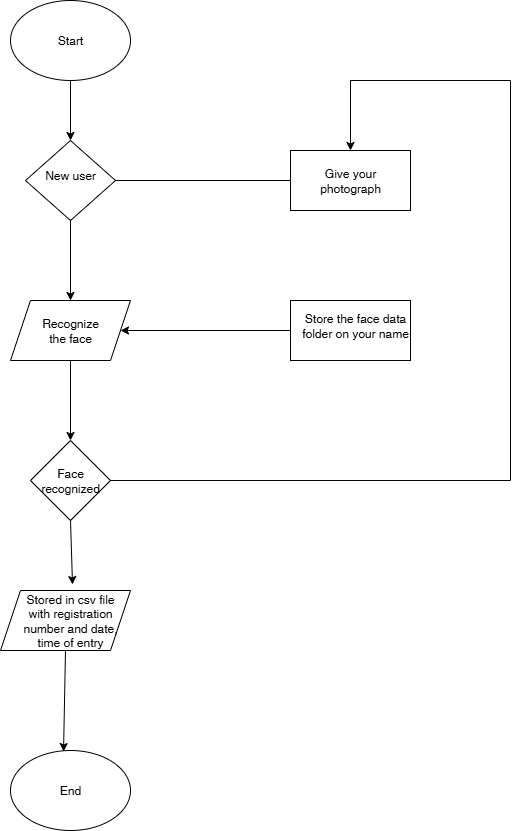 Start
New user
Give your
photograph
Recognize
the face
Store the face data
folder on your name
Face
recognized
Stored in csv file
with registration
number and date,
time of entry
End